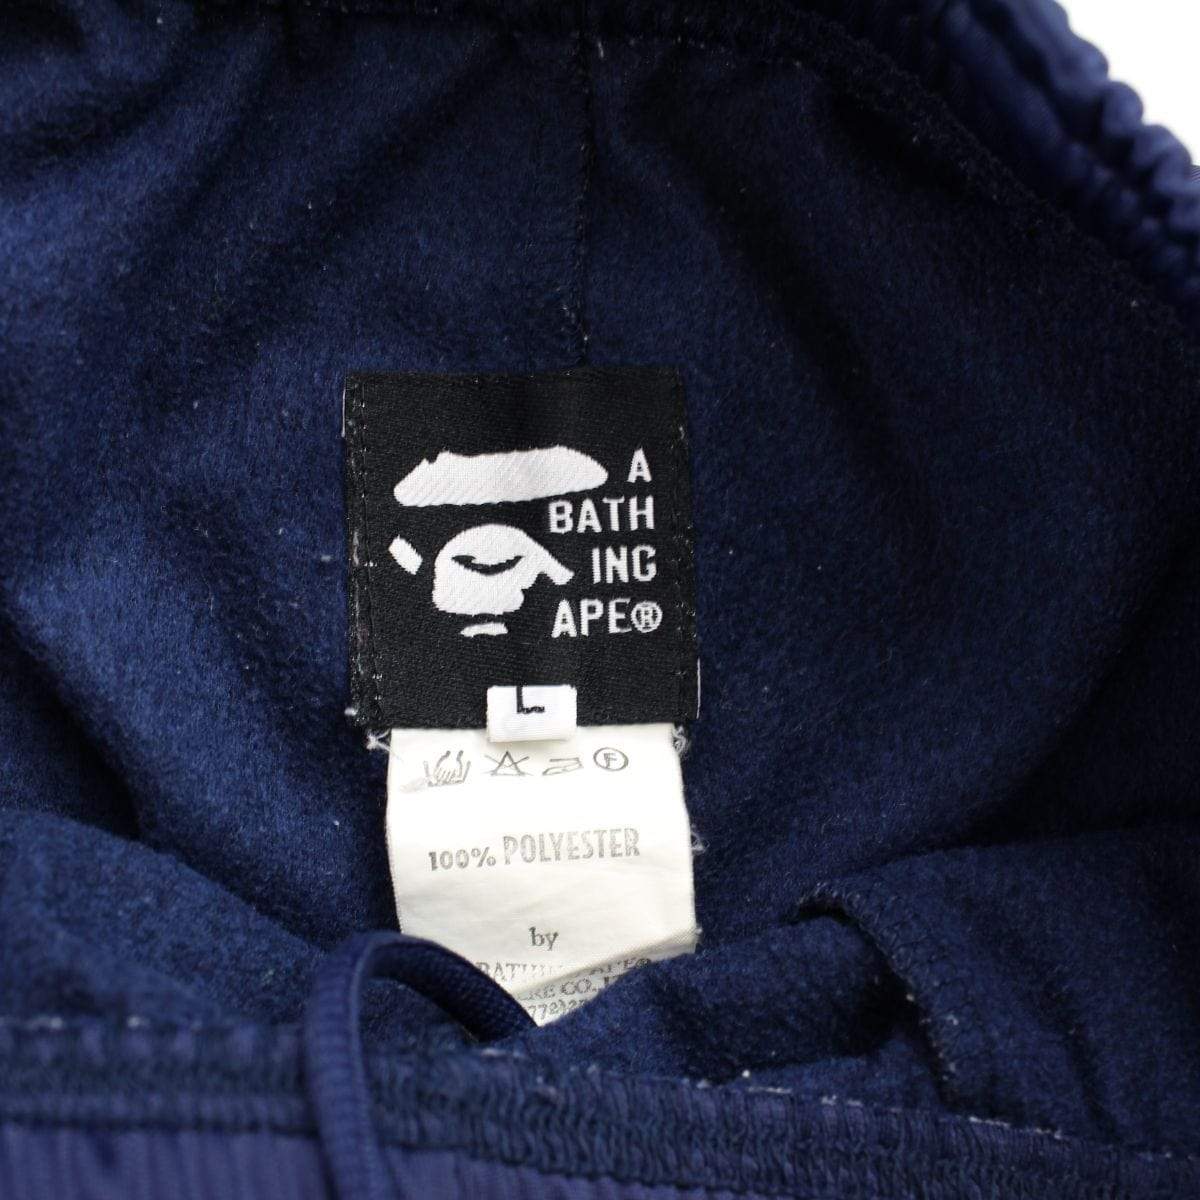 A
BATH
ING
APE®
L
F
100% POLYESTER
by